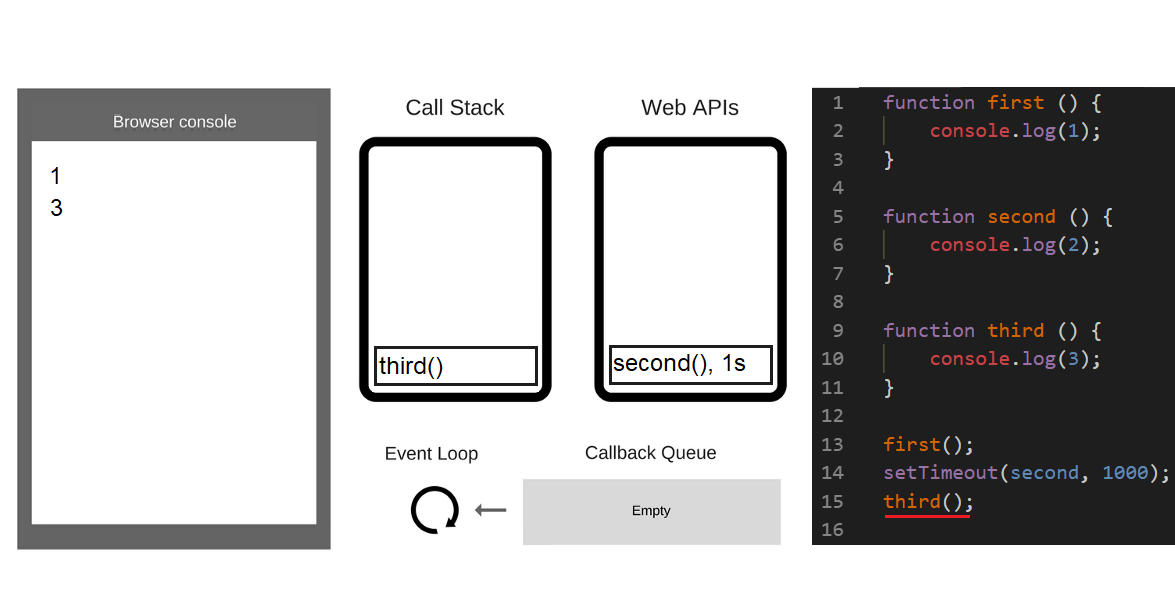 Browser console
1
3
Call Stack
third()
Web APIs
second(), 1s
Event Loop
Callback Queue
Empty
1 function first () {
2     console.log(1);
3 }
4
5 function second () {
6     console.log(2);
7 }
8
9 function third () {
10     console.log(3);
11 }
12
13 first();
14 setTimeout(second, 1000);
15 third();
16